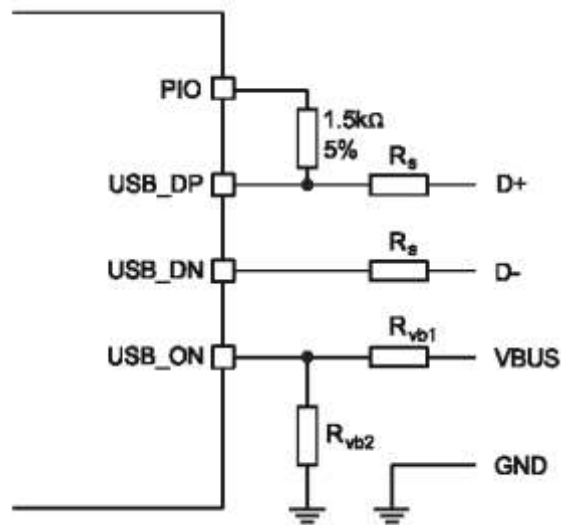 PIO
1.5kΩ
5%
USB_DP
Rs
D+
USB_DN
Rs
D-
USB_ON
Rvb1
VBUS
Rvb2
GND